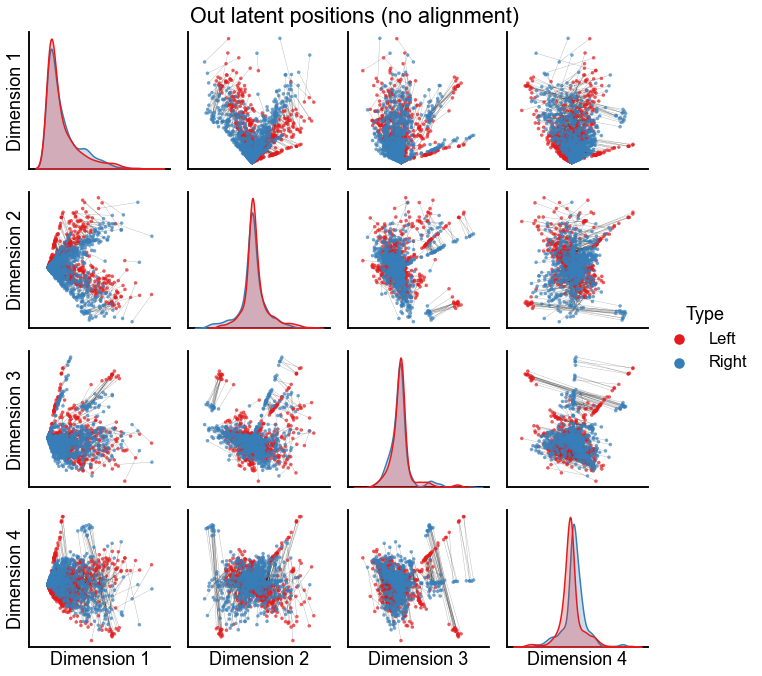 Out latent positions (no alignment)
Dimension 1
Dimension 2
Dimension 3
Dimension 4
Dimension 1
Dimension 2
Dimension 3
Dimension 4
Type
Left
Right